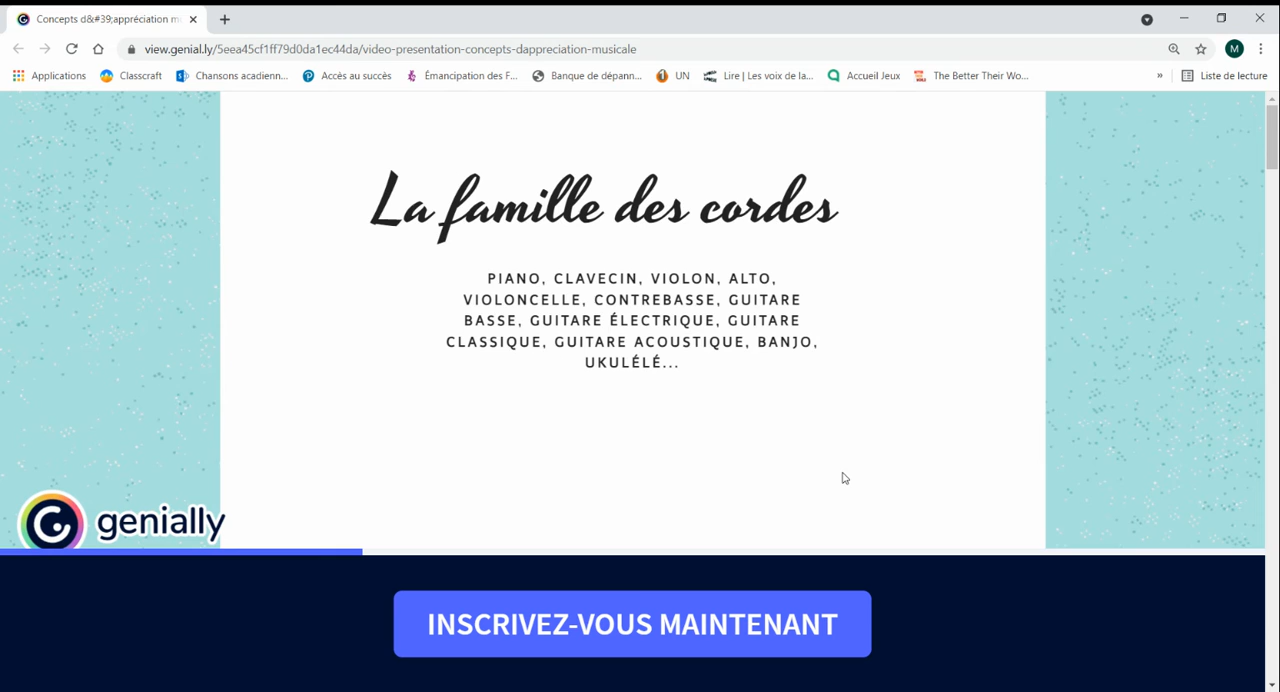 Concepts d&#39;appréciation m
view.genial.ly/5eea45cf1ff79d0da1ec44da/video-presentation-concepts-dappreciation-musicale
M
Applications
Classcraft
Chansons acadienn...
Accès au succès
Émancipation des F...
Banque de dépann...
UN
Lire | Les voix de la...
Accueil Jeux
The Better Their Wo...
»
Liste de lecture
La famille des cordes
PIANO, CLAVECIN, VIOLON, ALTO,
VIOLONCELLE, CONTREBASSE, GUITARE
BASSE, GUITARE ÉLECTRIQUE, GUITARE
CLASSIQUE, GUITARE ACOUSTIQUE, BANJO,
UKULÉLÉ...
genially
INSCRIVEZ-VOUS MAINTENANT